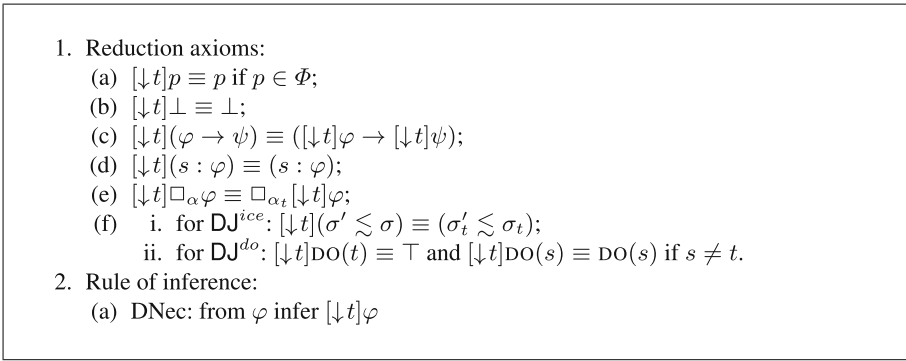 1. Reduction axioms:
(a) [↓t]p ≡ p if p ∈ Φ;
(b) [↓t]⊥ ≡ ⊥;
(c) [↓t](φ → ψ) ≡ ([↓t]φ → [↓t]ψ);
(d) [↓t](s : φ) ≡ (s : φ);
(e) [↓t]□_α φ ≡ □_{α_t}[↓t]φ;
(f) i. for DJ^{ice}: [↓t](σ′ ≲ σ) ≡ (σ′_t ≲ σ_t);
ii. for DJ^{do}: [↓t]DO(t) ≡ ⊤ and [↓t]DO(s) ≡ DO(s) if s ≠ t.
2. Rule of inference:
(a) DNec: from φ infer [↓t]φ